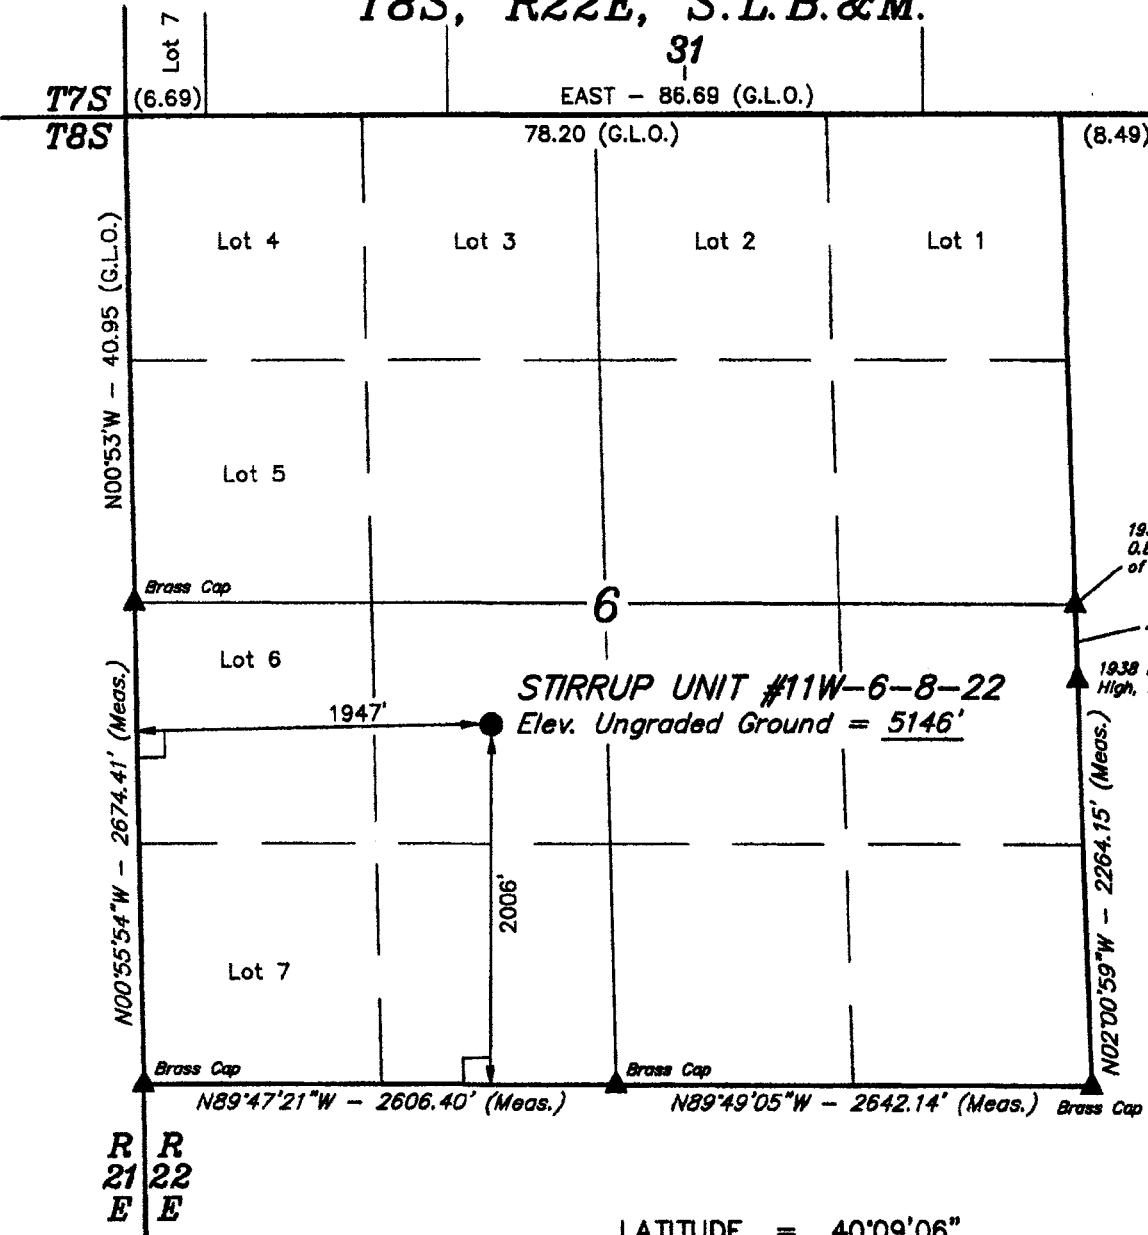 T8S, R22E, S.L.B.&M.
Lot 7
31
T7S
(6.69)
EAST – 86.69 (G.L.O.)
T8S
78.20 (G.L.O.)
(8.49)
Lot 4
Lot 3
Lot 2
Lot 1
N00°53'W – 40.95 (G.L.O.)
Lot 5
of
Brass Cap
6
Lot 6
1938
High,
STIRRUP UNIT #11W-6-8-22
1947'
Elev. Ungraded Ground = 5146'
N00°55'54"W – 2674.41' (Meas.)
2006'
N02°00'59"W – 2264.15' (Meas.)
Lot 7
Brass Cap
Brass Cap
N89°47'21"W – 2606.40' (Meas.)
N89°49'05"W – 2642.14' (Meas.)
Brass Cap
R R
21 22
E E
LATITUDE = 40°09'06"